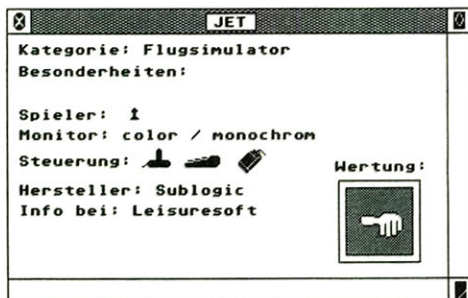 JET
Kategorie: Flugsimulator
Besonderheiten:
Spieler: 1
Monitor: color / monochrom
Steuerung:
Wertung:
Hersteller: Sublogic
Info bei: Leisuresoft